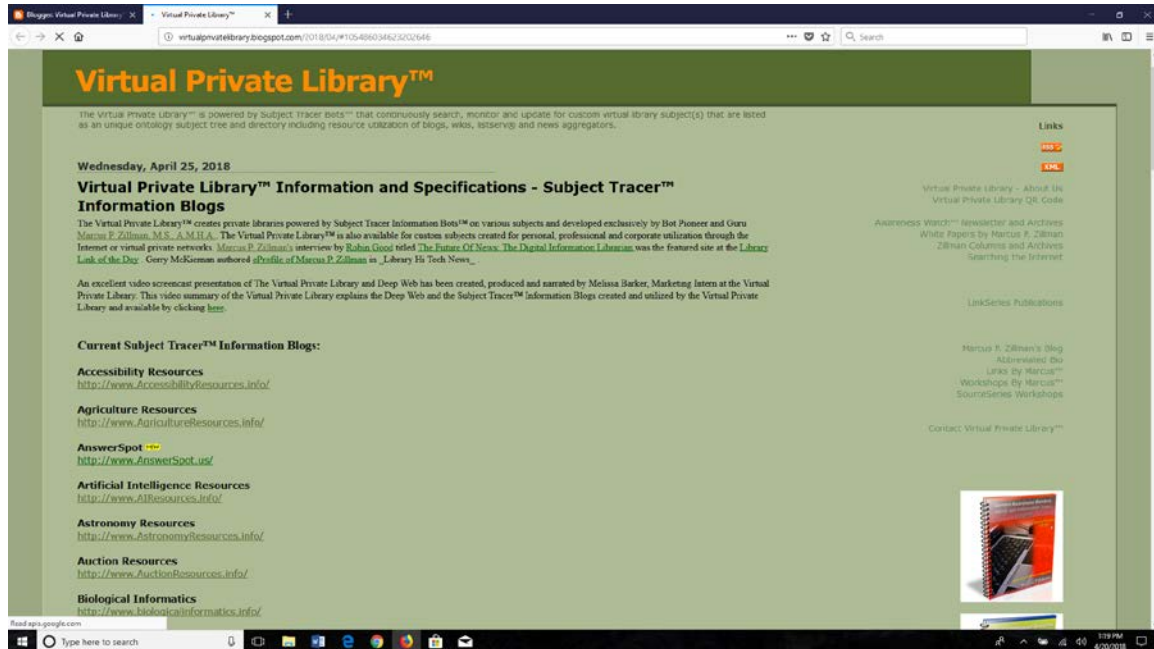 Blogger: Virtual Private Library
Virtual Private Library™
virtualprivatelibrary.blogspot.com/2018/04/#105486034623202646
Search
Virtual Private Library™
The Virtual Private Library™ is powered by Subject Tracer Bots™ that continuously search, monitor and update for custom virtual library subject(s) that are listed
as an unique ontology subject tree and directory including resource utilization of blogs, wikis, listservs and news aggregators.
Links
RSS
XML
Wednesday, April 25, 2018
Virtual Private Library™ Information and Specifications - Subject Tracer™
Information Blogs
The Virtual Private Library™ creates private libraries powered by Subject Tracer Information Bots™ on various subjects and developed exclusively by Bot Pioneer and Guru
Marcus P. Zillman, M.S., A.M.H.A.. The Virtual Private Library™ is also available for custom subjects created for personal, professional and corporate utilization through the
Internet or virtual private networks. Marcus P. Zillman's interview by Robin Good titled The Future Of News: The Digital Information Librarian was the featured site at the Library
Link of the Day . Gerry McKiernan authored eProfile of Marcus P. Zillman in _Library Hi Tech News_ .
An excellent video screencast presentation of The Virtual Private Library and Deep Web has been created, produced and narrated by Melissa Barker, Marketing Intern at the Virtual
Private Library. This video summary of the Virtual Private Library explains the Deep Web and the Subject Tracer™ Information Blogs created and utilized by the Virtual Private
Library and available by clicking here.
Current Subject Tracer™ Information Blogs:
Accessibility Resources
http://www.AccessibilityResources.info/
Agriculture Resources
http://www.AgricultureResources.info/
AnswerSpot NEW
http://www.AnswerSpot.us/
Artificial Intelligence Resources
http://www.AIResources.info/
Astronomy Resources
http://www.AstronomyResources.info/
Auction Resources
http://www.AuctionResources.info/
Biological Informatics
http://www.biologicalinformatics.info/
Virtual Private Library - About Us
Virtual Private Library QR Code
Awareness Watch™ Newsletter and Archives
White Papers by Marcus P. Zillman
Zillman Columns and Archives
Searching the Internet
LinkSeries Publications
Marcus P. Zillman's Blog
Abbreviated Bio
Links By Marcus™
Workshops By Marcus™
SourceSeries Workshops
Contact Virtual Private Library™
Read apis.google.com
Type here to search
1:19 PM
4/20/2018